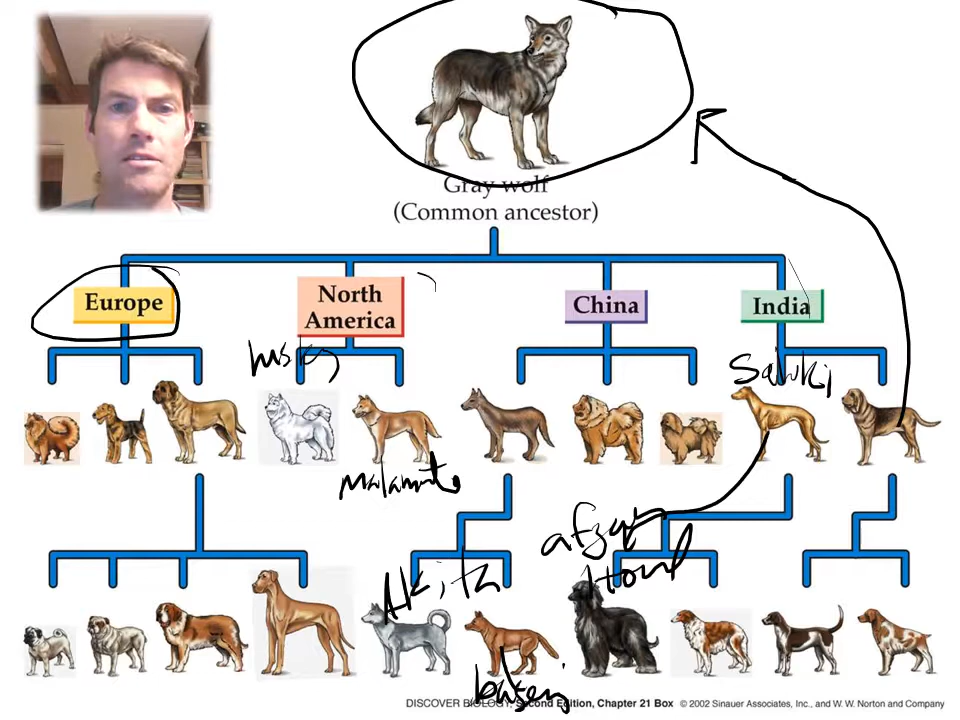 Gray wolf
(Common ancestor)
Europe
North
America
China
India
husky
Saluki
malamute
afgan
Hound
Akita
basenji
DISCOVER BIOLOGY, Second Edition, Chapter 21 Box © 2002 Sinauer Associates, Inc., and W. W. Norton and Company